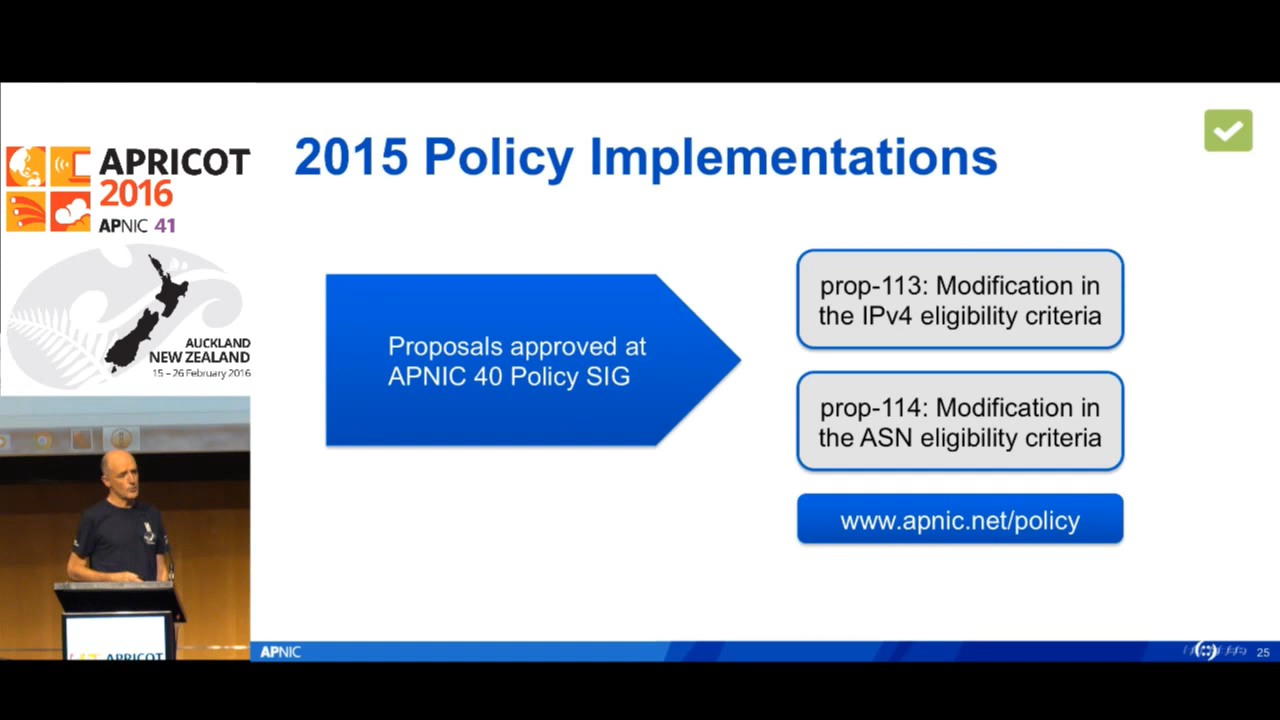 APRICOT
2016
APNIC 41
AUCKLAND
NEW ZEALAND
15 – 26 February 2016
2015 Policy Implementations
Proposals approved at
APNIC 40 Policy SIG
prop-113: Modification in
the IPv4 eligibility criteria
prop-114: Modification in
the ASN eligibility criteria
www.apnic.net/policy
APRICOT
APNIC
25